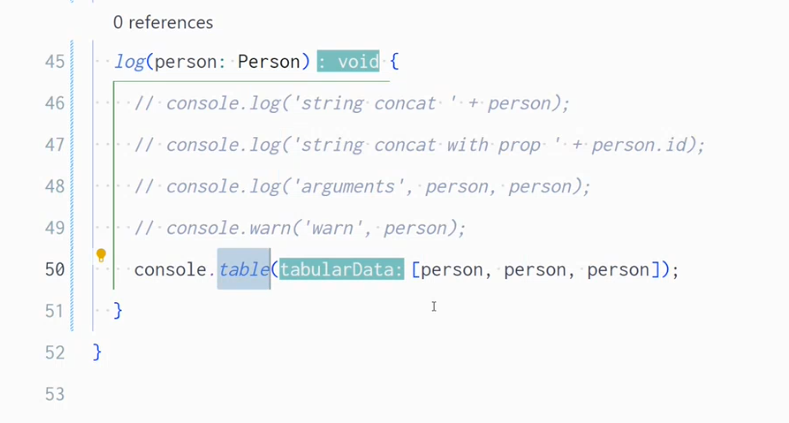 0 references
45 log(person: Person) : void {
46 // console.log('string concat ' + person);
47 // console.log('string concat with prop ' + person.id);
48 // console.log('arguments', person, person);
49 // console.warn('warn', person);
50 console.table(tabularData: [person, person, person]);
51 }
52 }
53